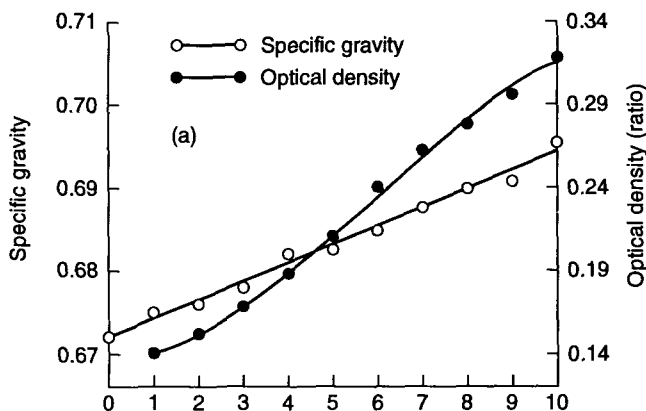 0.71
0.70
0.69
0.68
0.67
Specific gravity
Specific gravity
Optical density
(a)
0.34
0.29
0.24
0.19
0.14
Optical density (ratio)
0 1 2 3 4 5 6 7 8 9 10